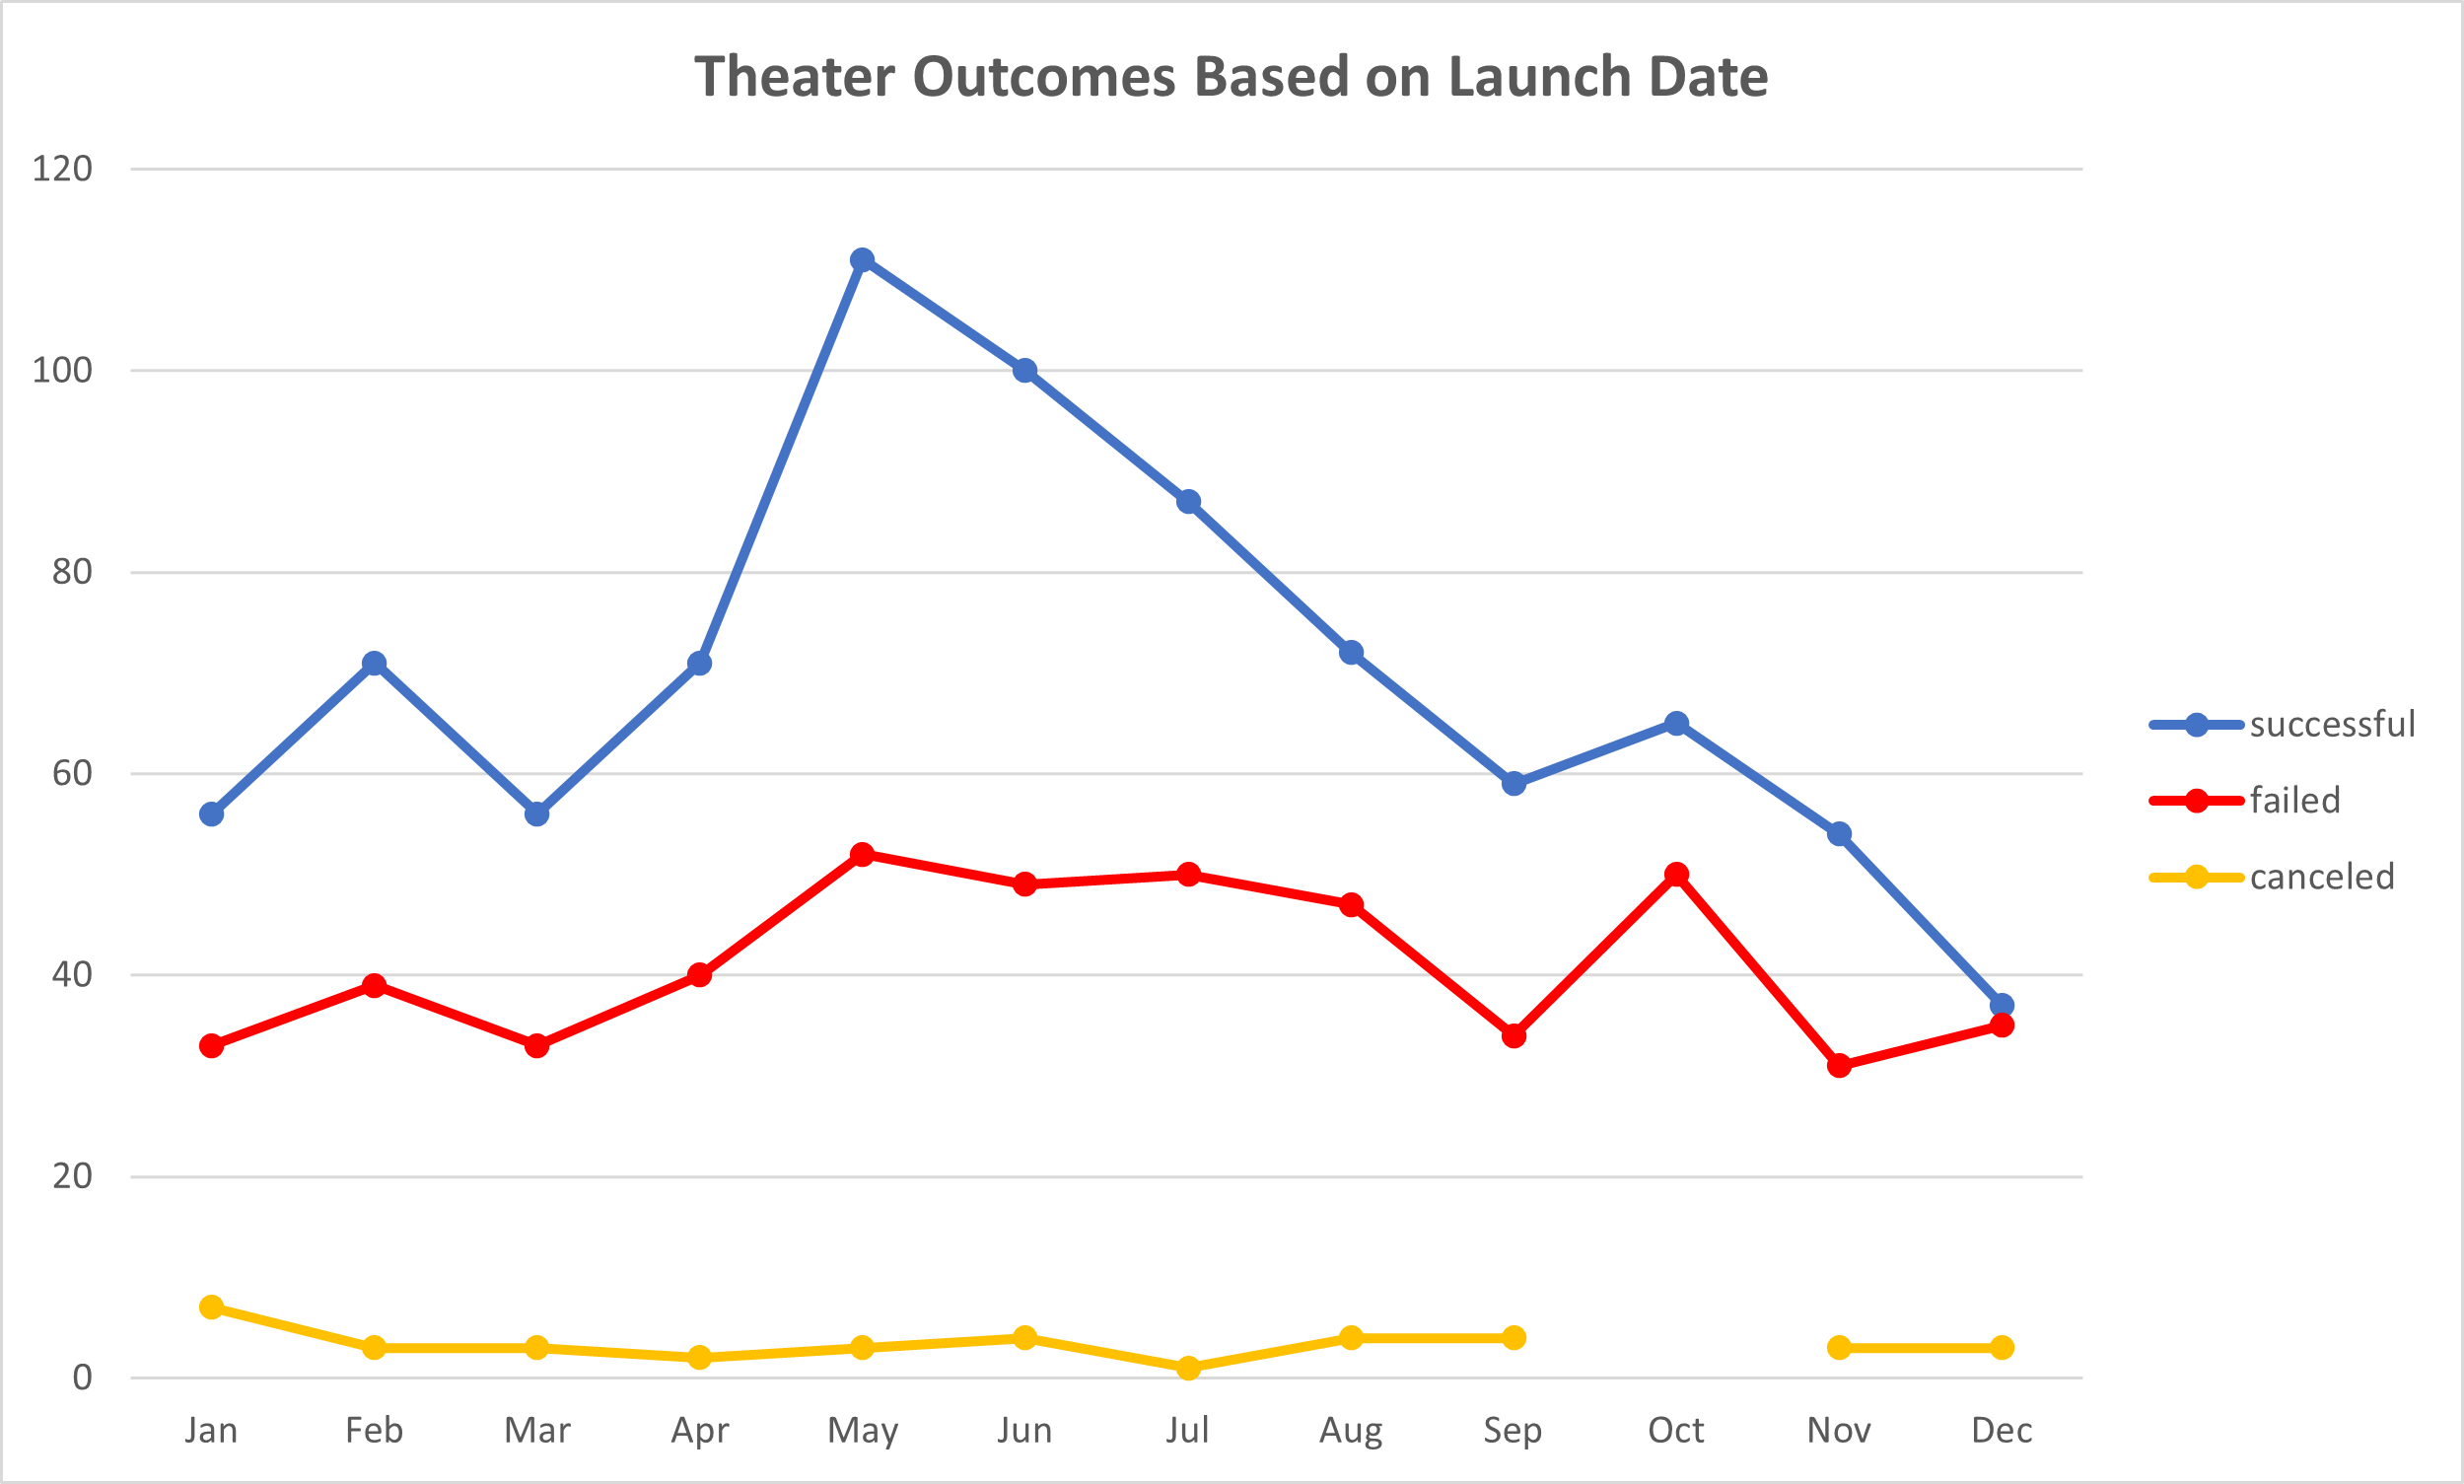 Theater Outcomes Based on Launch Date
120
100
80
60
40
20
0
Jan Feb Mar Apr May Jun Jul Aug Sep Oct Nov Dec
successful
failed
canceled